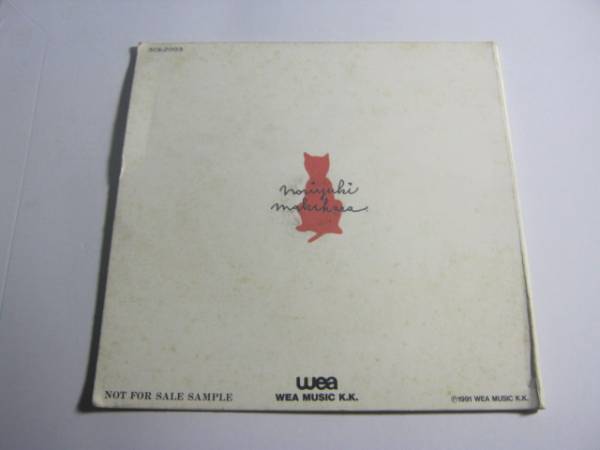 noriyuki
makihara
wea
WEA MUSIC K.K.
NOT FOR SALE SAMPLE
℗1991 WEA MUSIC K.K.